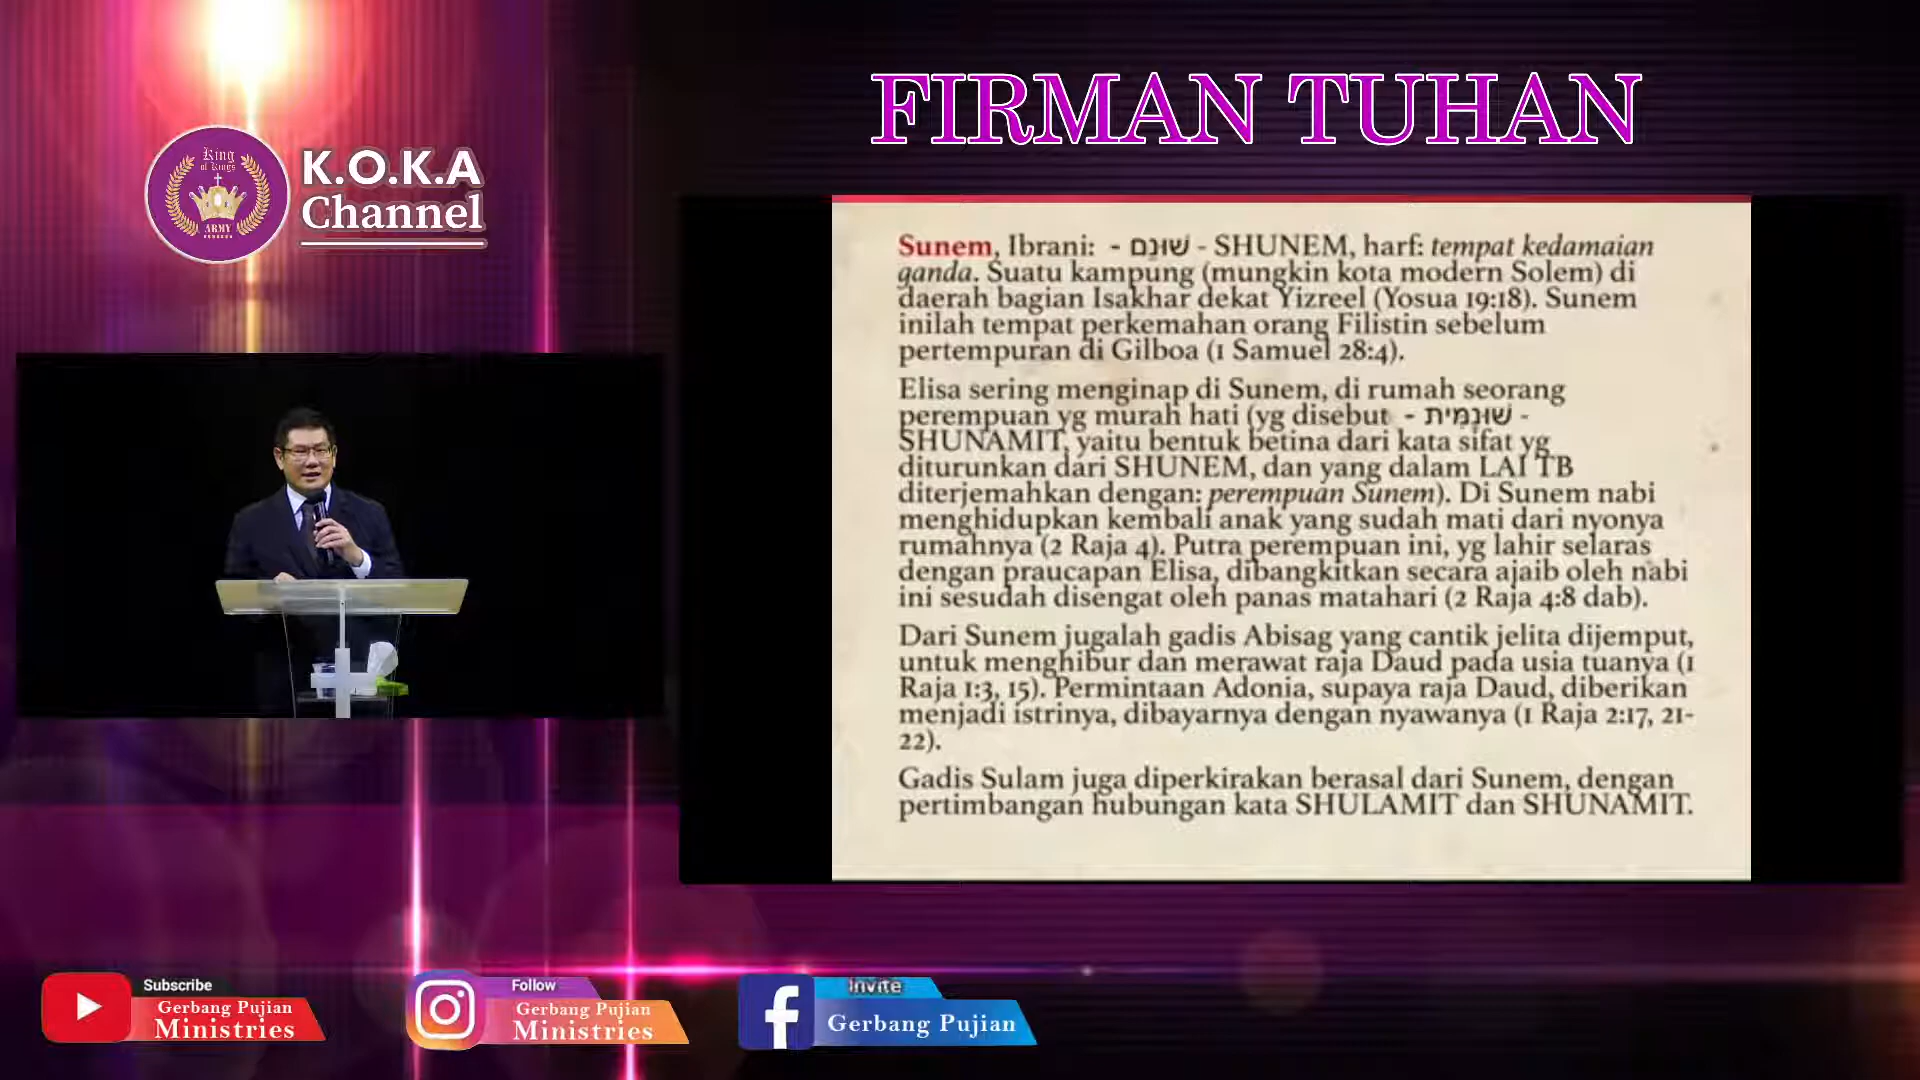 FIRMAN TUHAN
King
of Kings
ARMY
K.O.K.A
Channel
Sunem, Ibrani: - שׁוּנֵם - SHUNEM, harf: tempat kedamaian
ganda. Suatu kampung (mungkin kota modern Solem) di
daerah bagian Isakhar dekat Yizreel (Yosua 19:18). Sunem
inilah tempat perkemahan orang Filistin sebelum
pertempuran di Gilboa (1 Samuel 28:4).
Elisa sering menginap di Sunem, di rumah seorang
perempuan yg murah hati (yg disebut - שׁוּנַמִּית -
SHUNAMIT, yaitu bentuk betina dari kata sifat yg
diturunkan dari SHUNEM, dan yang dalam LAI TB
diterjemahkan dengan: perempuan Sunem). Di Sunem nabi
menghidupkan kembali anak yang sudah mati dari nyonya
rumahnya (2 Raja 4). Putra perempuan ini, yg lahir selaras
dengan praucapan Elisa, dibangkitkan secara ajaib oleh nabi
ini sesudah disengat oleh panas matahari (2 Raja 4:8 dab).
Dari Sunem jugalah gadis Abisag yang cantik jelita dijemput,
untuk menghibur dan merawat raja Daud pada usia tuanya (1
Raja 1:3, 15). Permintaan Adonia, supaya raja Daud, diberikan
menjadi istrinya, dibayarnya dengan nyawanya (1 Raja 2:17, 21-
22).
Gadis Sulam juga diperkirakan berasal dari Sunem, dengan
pertimbangan hubungan kata SHULAMIT dan SHUNAMIT.
Subscribe
Gerbang Pujian
Ministries
Follow
Gerbang Pujian
Ministries
Invite
Gerbang Pujian